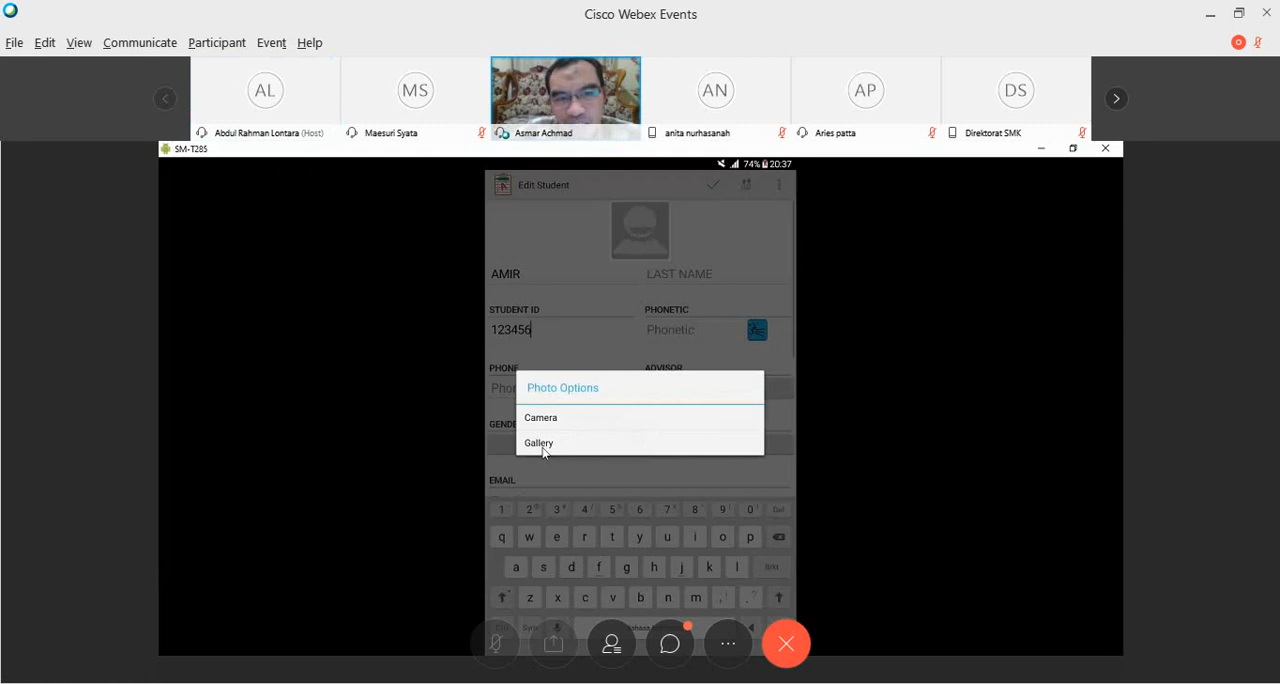 Cisco Webex Events
File Edit View Communicate Participant Event Help
AL MS AN AP DS
Abdul Rahman Lontara (Host) Maesuri Syata Asmar Achmad anita nurhasanah Aries patta Direktorat SMK
SM-T285
74% 20:37
Edit Student
AMIR LAST NAME
STUDENT ID PHONETIC
123456 Phonetic
PHONE ADVISOR
Phon
Photo Options
Camera
GENDE
Gallery
EMAIL
1 2 3 4 5 6 7 8 9 0 Del
q w e r t y u i o p
a s d f g h j k l
z x c v b n m , ! . ?